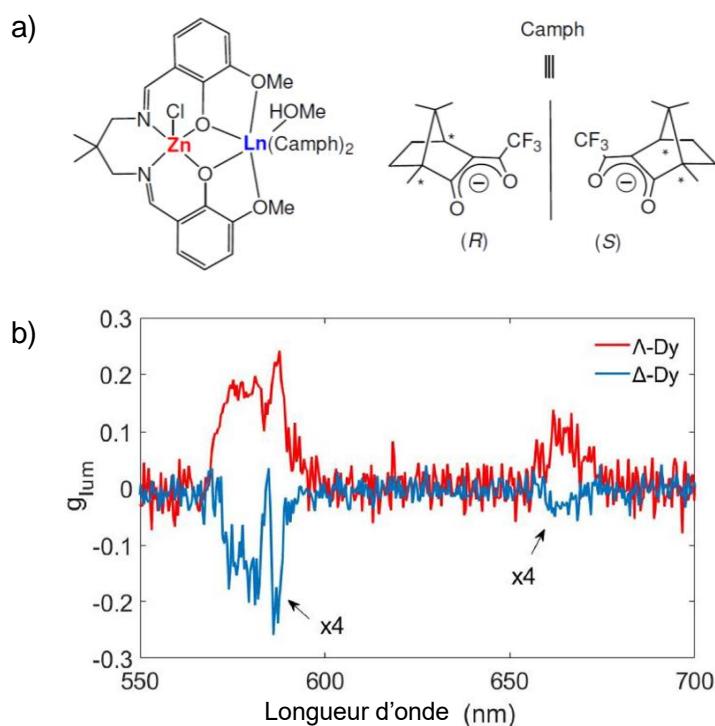 a)
Camph
Cl
N
Zn
N
O
O
OMe
HOMe
Ln(Camph)2
OMe
*
*
CF3
O
O
(R)
CF3
*
*
O
O
(S)
b)
0.3
0.2
0.1
0
-0.1
-0.2
-0.3
glum
Λ-Dy
Δ-Dy
x4
x4
550
600
650
700
Longueur d'onde (nm)